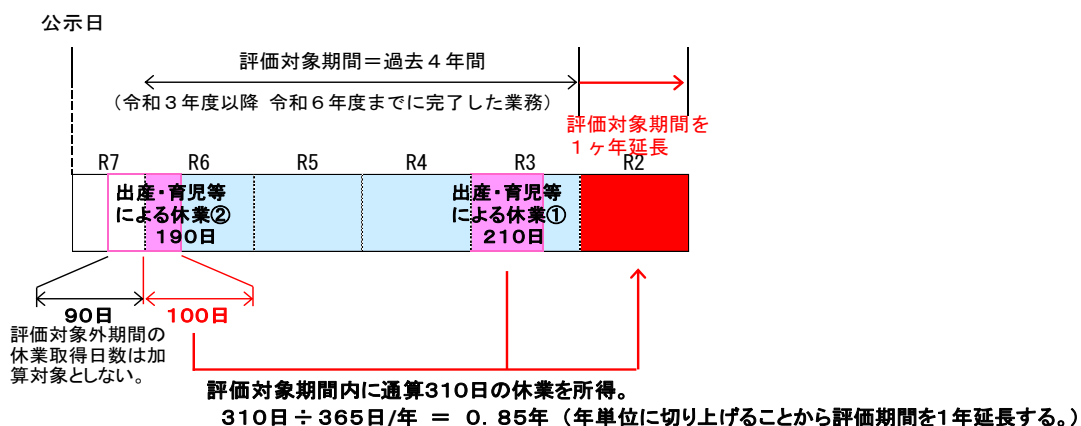 公示日
評価対象期間＝過去４年間
（令和３年度以降 令和６年度までに完了した業務）
評価対象期間を
１ヶ年延長
R7 R6 R5 R4 R3 R2
出産・育児等
による休業②
190日
出産・育児等
による休業①
210日
90日
100日
評価対象外期間の
休業取得日数は加
算対象としない。
評価対象期間内に通算310日の休業を所得。
310日÷365日/年 ＝ 0．85年 （年単位に切り上げることから評価期間を1年延長する。）